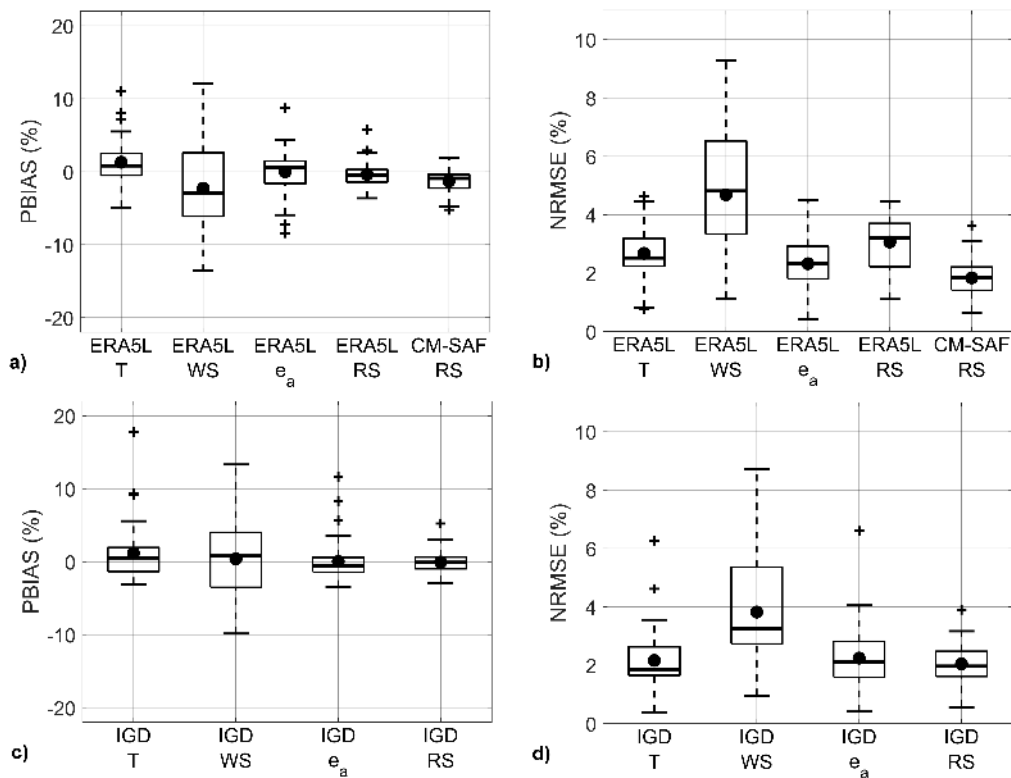 20
10
0
-10
-20
PBIAS (%)
ERA5L ERA5L ERA5L ERA5L CM-SAF
T WS e_a RS RS
a)
10
8
6
4
2
0
NRMSE (%)
ERA5L ERA5L ERA5L ERA5L CM-SAF
T WS e_a RS RS
b)
20
10
0
-10
-20
PBIAS (%)
IGD IGD IGD IGD
T WS e_a RS
c)
10
8
6
4
2
0
NRMSE (%)
IGD IGD IGD IGD
T WS e_a RS
d)